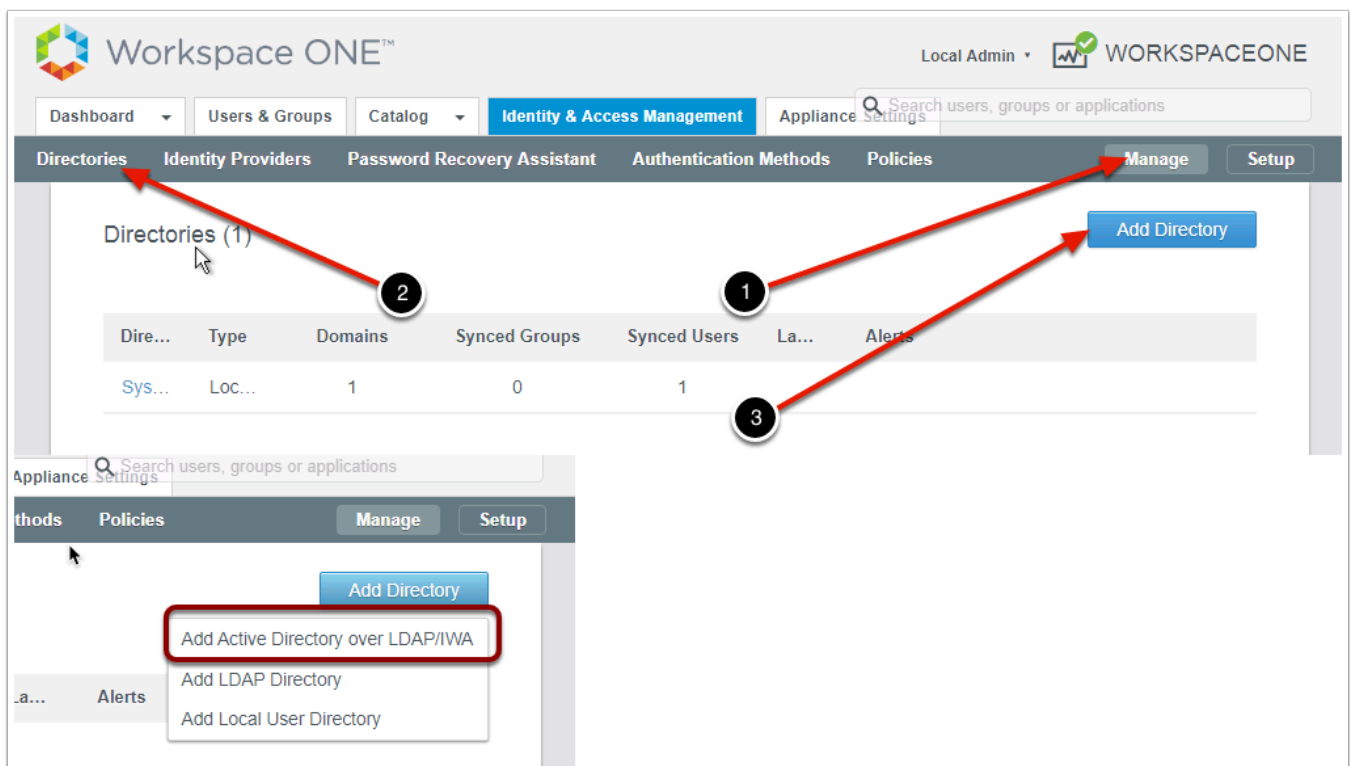 Workspace ONE™
Local Admin
WORKSPACEONE
Dashboard Users & Groups Catalog Identity & Access Management Appliance Settings
Search users, groups or applications
Directories Identity Providers Password Recovery Assistant Authentication Methods Policies Manage Setup
Directories (1)
Add Directory
2
1
Dire... Type Domains Synced Groups Synced Users La... Alerts
Sys... Loc... 1 0 1
3
Appliance Settings
Search users, groups or applications
thods Policies Manage Setup
Add Directory
Add Active Directory over LDAP/IWA
Add LDAP Directory
.a... Alerts
Add Local User Directory